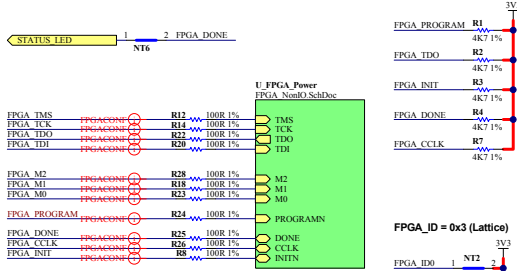 3V3
FPGA_PROGRAM R1
4K7 1%
STATUS_LED 1 NT6 2 FPGA_DONE
FPGA_TDO R2
4K7 1%
FPGA_INIT R3
4K7 1%
U_FPGA_Power
FPGA_NonIO.SchDoc
FPGA_DONE R4
4K7 1%
FPGA_TMS FPGACONF i R12 100R 1% TMS
FPGA_TCK FPGACONF i R14 100R 1% TCK
FPGA_TDO FPGACONF i R22 100R 1% TDO
FPGA_TDI FPGACONF i R20 100R 1% TDI
FPGA_CCLK R7
4K7 1%
FPGA_M2 FPGACONF i R28 100R 1% M2
FPGA_M1 FPGACONF i R18 100R 1% M1
FPGA_M0 FPGACONF i R23 100R 1% M0
FPGA_PROGRAM FPGACONF i R24 100R 1% PROGRAMN
FPGA_ID = 0x3 (Lattice)
FPGA_DONE FPGACONF i R25 100R 1% DONE
FPGA_CCLK FPGACONF i R26 100R 1% CCLK
FPGA_INIT FPGACONF i R8 100R 1% INITN
3V3
FPGA_ID0 1 NT2 2